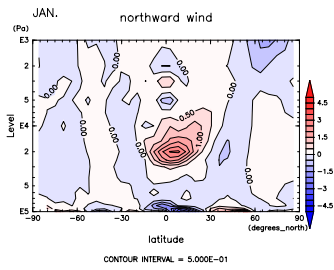 JAN.
northward wind
(Pa)
E3
2
5
E4
2
5
E5
Level
0.00
0.00
0.00
0.00
0.50
1.00
0.00
0.00
0.00
4.5
3
1.5
0
−1.5
−3
−4.5
−90 −60 −30 0 30 60 90
(degrees_north)
latitude
CONTOUR INTERVAL = 5.000E−01